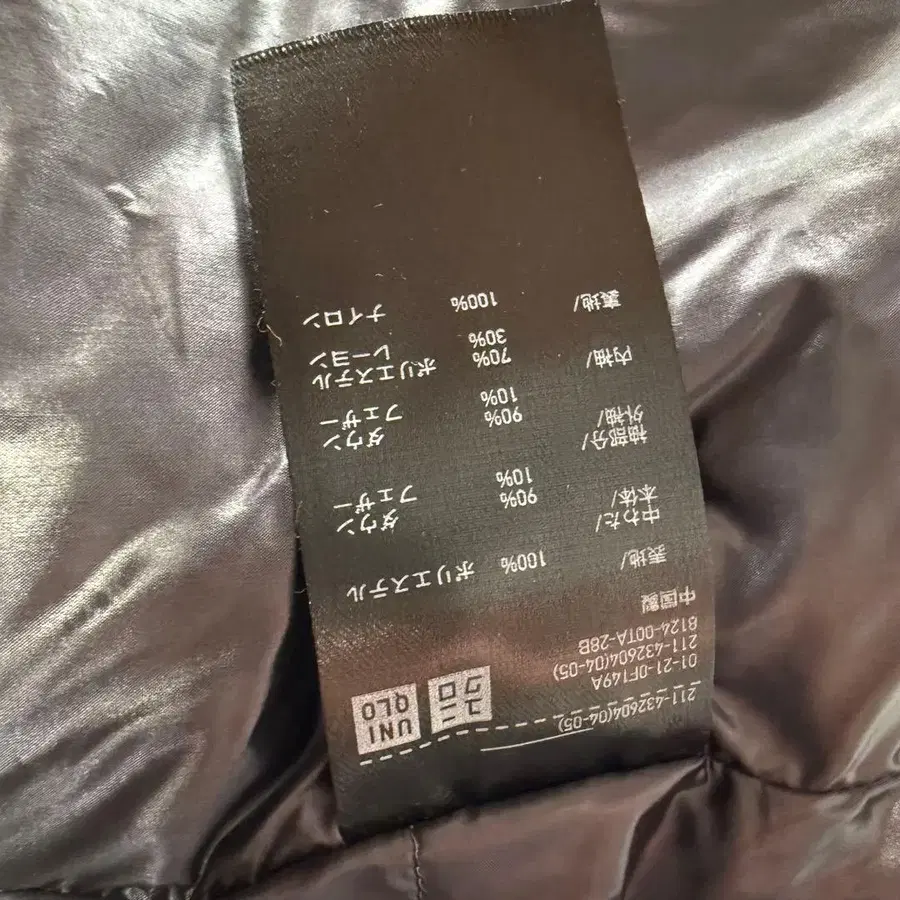 211-432604(04-05)
ユニクロ UNIQLO
01-21-0F149A
211-432604(04-05)
8124-00TA-28B
中国製
表地/ 100% ポリエステル
中わた/
本体/ 90% ダウン
10% フェザー
袖部分/
外袖/ 90% ダウン
10% フェザー
内袖/ 70% ポリエステル
30% レーヨン
裏地/ 100% ナイロン